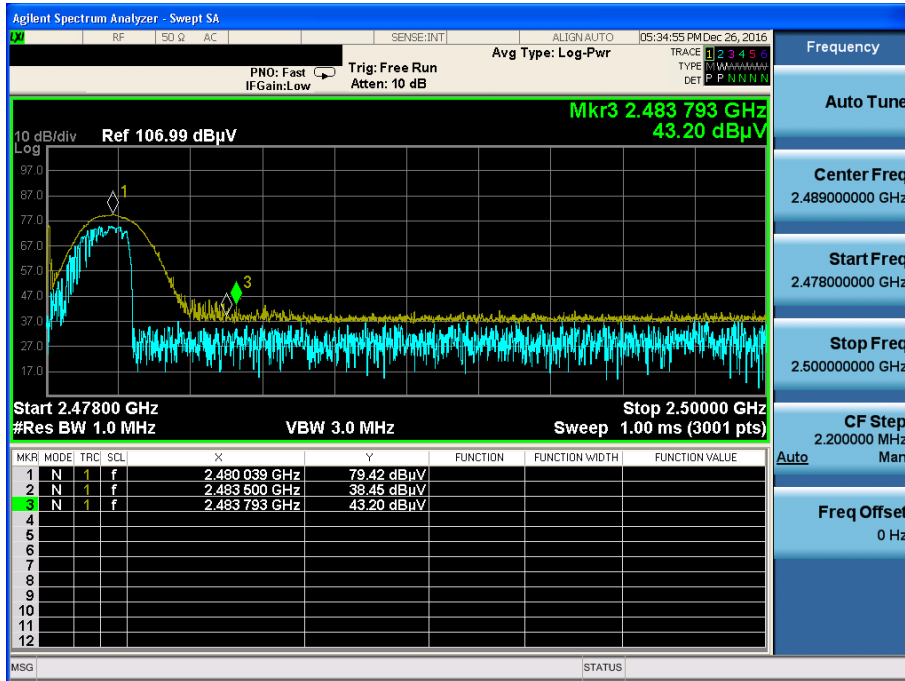 Agilent Spectrum Analyzer - Swept SA
LXI RF 50 Ω AC SENSE:INT ALIGN AUTO 05:34:55 PM Dec 26, 2016
Avg Type: Log-Pwr TRACE 1 2 3 4 5 6
PNO: Fast Trig: Free Run TYPE M W W W W W
IFGain:Low Atten: 10 dB DET P P N N N N
Mkr3 2.483 793 GHz
43.20 dBµV
10 dB/div Ref 106.99 dBµV
Log
97.0
87.0
77.0
67.0
57.0
47.0
37.0
27.0
17.0
1
3
Start 2.47800 GHz Stop 2.50000 GHz
#Res BW 1.0 MHz VBW 3.0 MHz Sweep 1.00 ms (3001 pts)
MKR MODE TRC SCL X Y FUNCTION FUNCTION WIDTH FUNCTION VALUE
1 N 1 f 2.480 039 GHz 79.42 dBµV
2 N 1 f 2.483 500 GHz 38.45 dBµV
3 N 1 f 2.483 793 GHz 43.20 dBµV
4
5
6
7
8
9
10
11
12
MSG STATUS
Frequency
Auto Tune
Center Freq
2.489000000 GHz
Start Freq
2.478000000 GHz
Stop Freq
2.500000000 GHz
CF Step
2.200000 MHz
Auto Man
Freq Offset
0 Hz